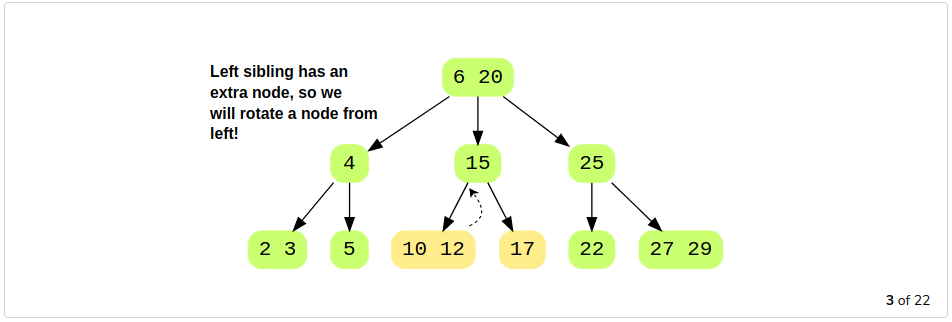 Left sibling has an
extra node, so we
will rotate a node from
left!
6 20
4
15
25
2 3
5
10 12
17
22
27 29
3 of 22